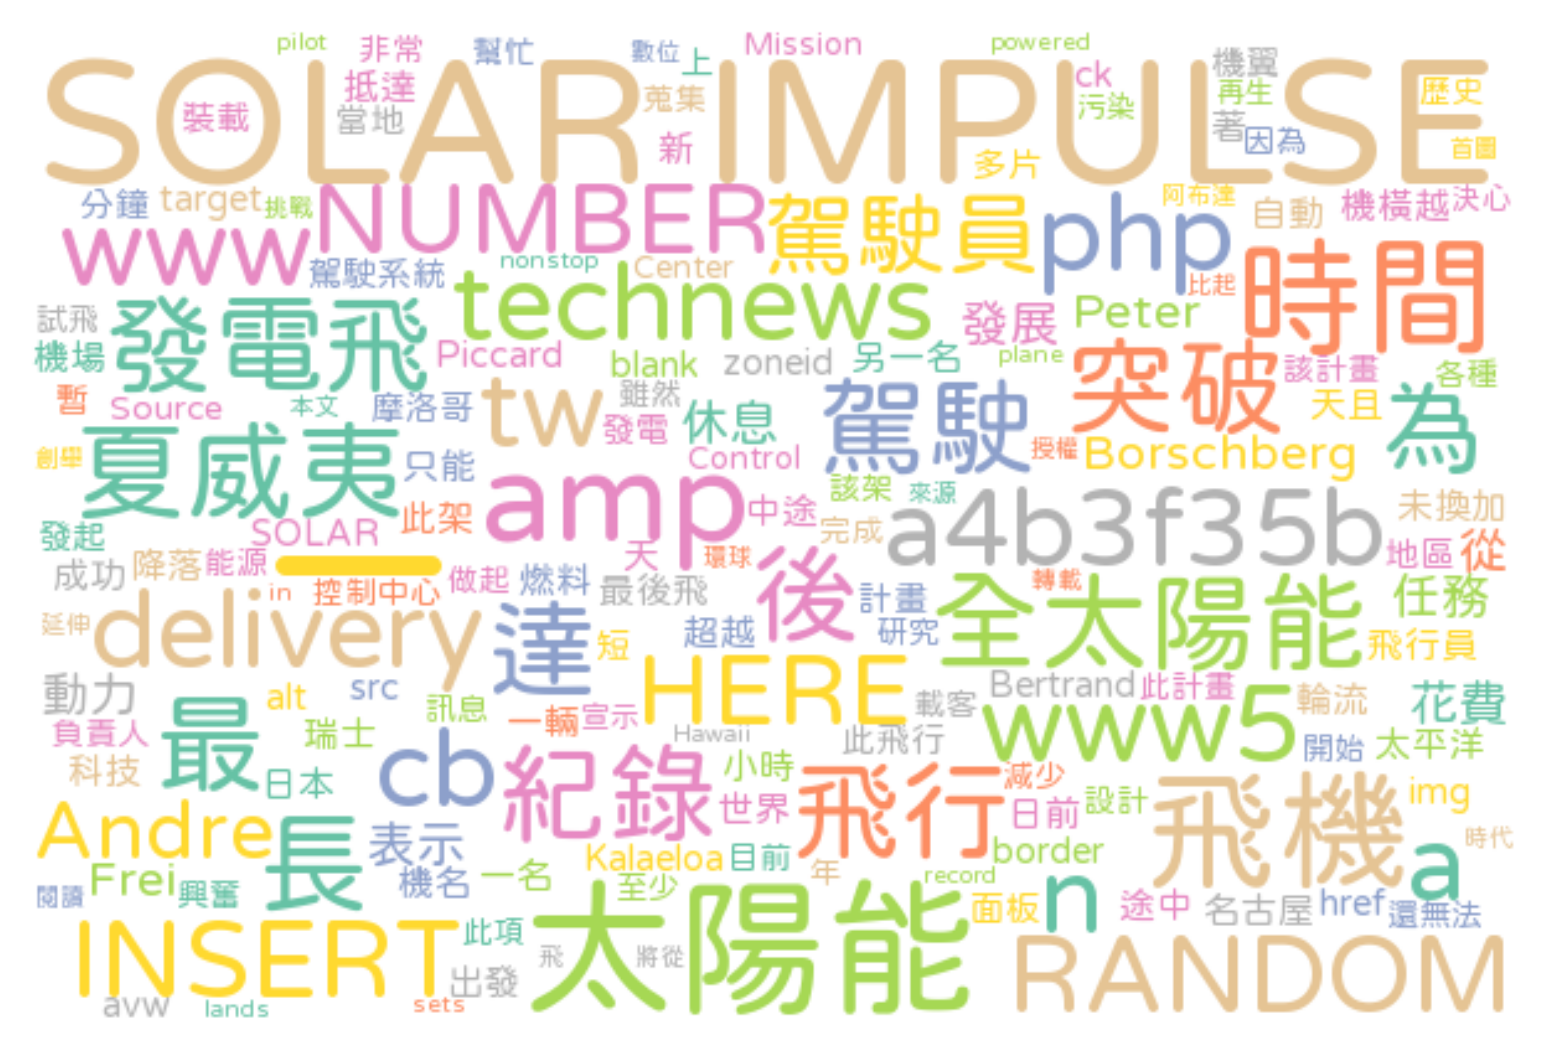 pilot 非常 幫忙 數位 上 Mission powered 機翼
SOLAR IMPULSE
抵達 ck 再生 歷史
裝載 當地 蒐集 污染 著
新 多片 因為 首圖
分鐘 target 挑戰 NUMBER 駕駛員 php 阿布達 自動 機橫越 決心
www 駕駛系統 nonstop Center 比起 時間
試飛 發電飛 technews 發展 Peter
機場 Piccard blank zoneid 另一名 plane 突破 該計畫 各種
暫 Source 本文 摩洛哥 tw 雖然 駕駛 天且 為
發電 休息
創舉 夏威夷 只能 Control 授權 Borschberg
amp 該架 來源 a4b3f35b 未換加
發起 SOLAR 此架 中途 完成
成功 降落 能源 天 環球 後 地區 從
in 控制中心 做起 燃料 最後飛 計畫 全太陽能 轉載 任務
延伸 delivery 達 短 超越 研究 飛行員
動力 alt src HERE 載客 Bertrand 此計畫 輪流 花費
負責人 最 瑞士 訊息 一輛 宣示 Hawaii 此飛行 www5 開始 太平洋
科技 日本 cb 紀錄 小時 飛行 減少 飛機 img
Andre 長 表示 世界 日前 設計 時代
Frei 興奮 機名 一名 Kalaeloa 目前 年 border a
閱讀 至少 record n 途中 名古屋 href 還無法
INSERT 此項 太陽能 面板 RANDOM
出發 飛 將從
avw lands sets